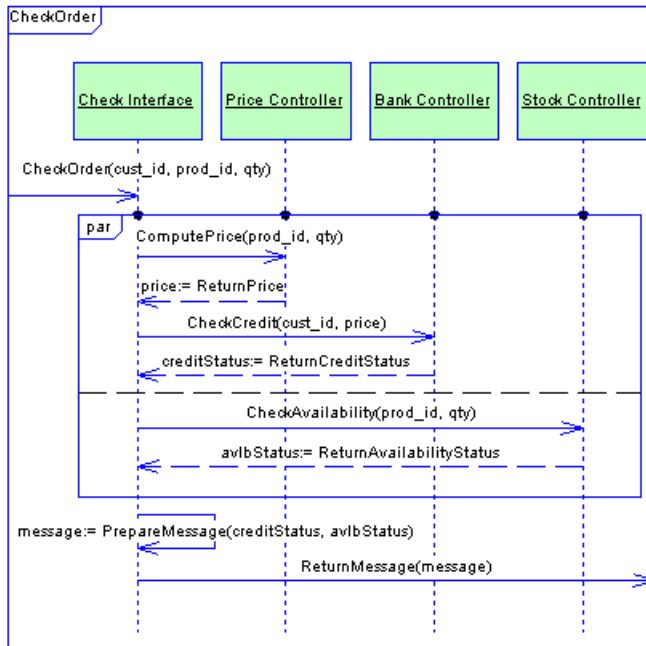 CheckOrder
Check Interface
Price Controller
Bank Controller
Stock Controller
CheckOrder(cust_id, prod_id, qty)
par
ComputePrice(prod_id, qty)
price:= ReturnPrice
CheckCredit(cust_id, price)
creditStatus:= ReturnCreditStatus
CheckAvailability(prod_id, qty)
avlbStatus:= ReturnAvailabilityStatus
message:= PrepareMessage(creditStatus, avlbStatus)
ReturnMessage(message)